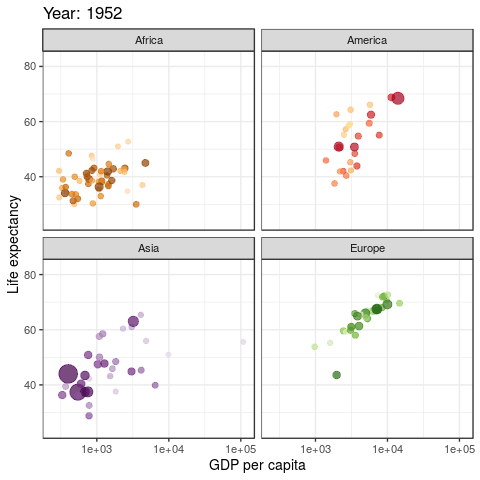 Year: 1952
Africa
America
80
60
40
Asia
Europe
80
60
40
1e+03
1e+04
1e+05
1e+03
1e+04
1e+05
GDP per capita
Life expectancy